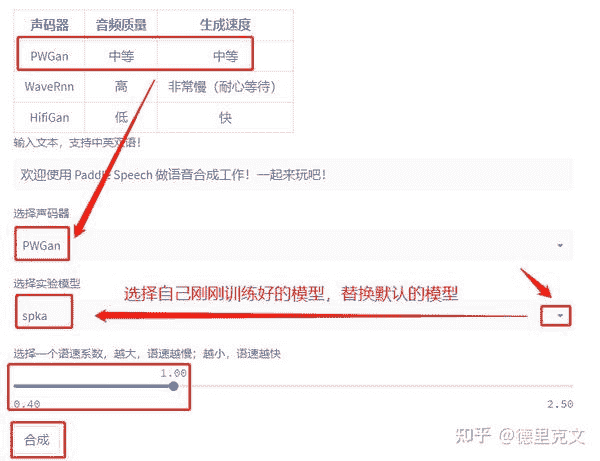 声码器 音频质量 生成速度
PWGan 中等 中等
WaveRnn 高 非常慢（耐心等待）
HifiGan 低 快
输入文本，支持中英双语！
欢迎使用 Paddle Speech 做语音合成工作！一起来玩吧！
选择声码器
PWGan
选择实验模型
选择自己刚刚训练好的模型，替换默认的模型
spka
选择一个语速系数，越大，语速越慢；越小，语速越快
1.00
0.40 2.50
合成
知乎 @德里克文